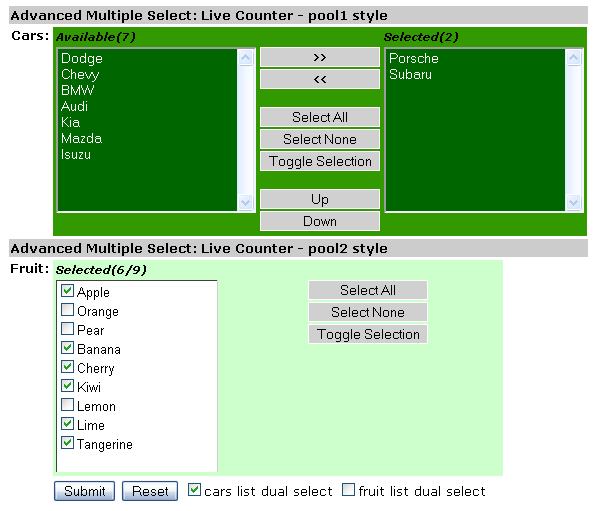 Advanced Multiple Select: Live Counter - pool1 style
Cars: Available(7) Selected(2)
Dodge
Chevy
BMW
Audi
Kia
Mazda
Isuzu
>>
<<
Select All
Select None
Toggle Selection
Up
Down
Porsche
Subaru
Advanced Multiple Select: Live Counter - pool2 style
Fruit: Selected(6/9)
Apple
Orange
Pear
Banana
Cherry
Kiwi
Lemon
Lime
Tangerine
Select All
Select None
Toggle Selection
Submit Reset cars list dual select fruit list dual select